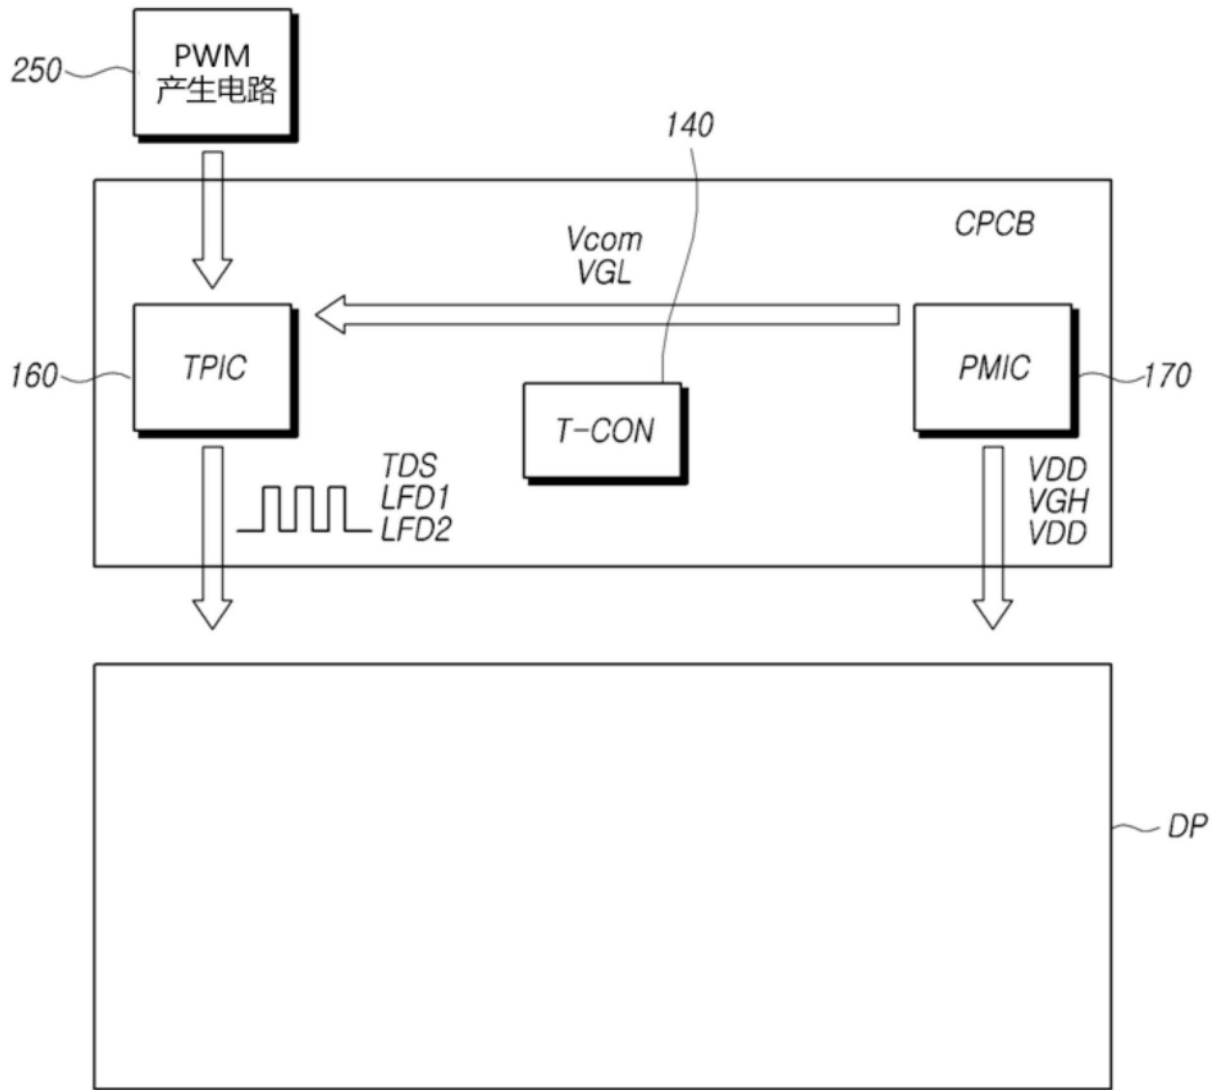 PWM
产生电路
250
140
CPCB
Vcom
VGL
160
TPIC
T-CON
PMIC
170
TDS
LFD1
LFD2
VDD
VGH
VDD
DP